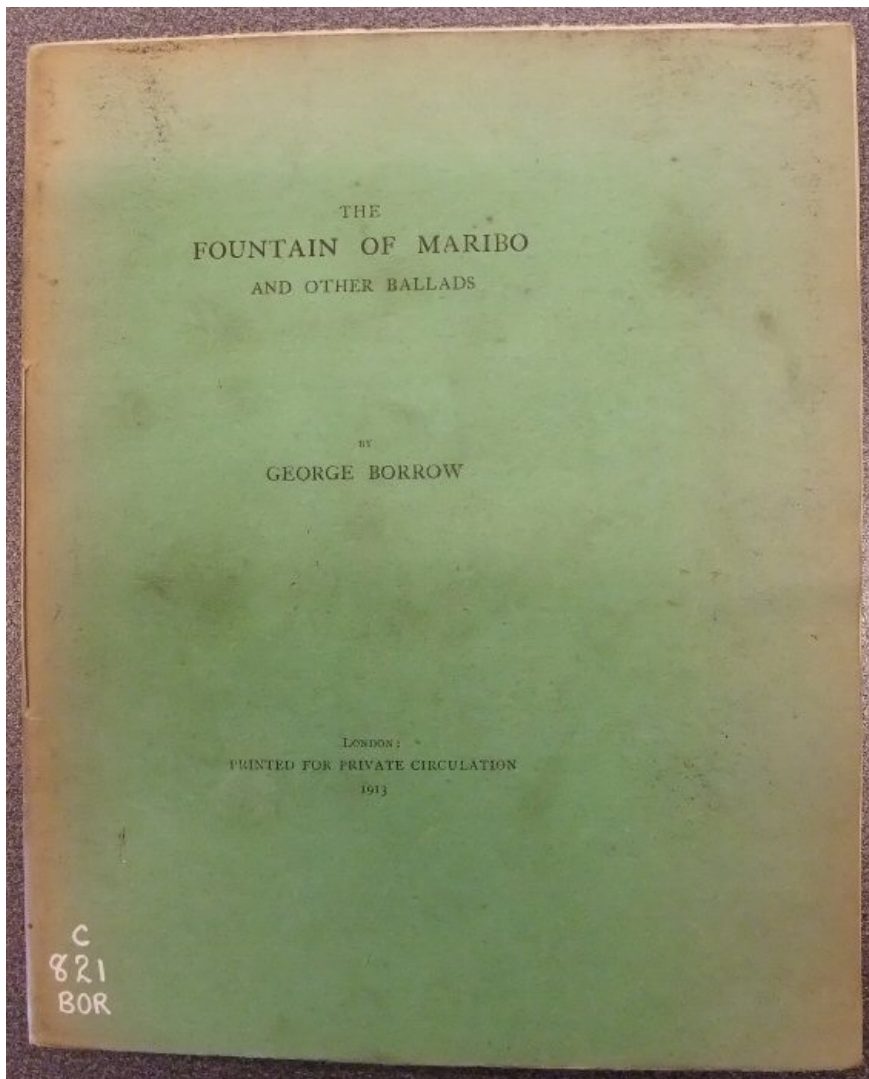 THE
FOUNTAIN OF MARIBO
AND OTHER BALLADS
BY
GEORGE BORROW
LONDON:
PRINTED FOR PRIVATE CIRCULATION
1913
C
821
BOR